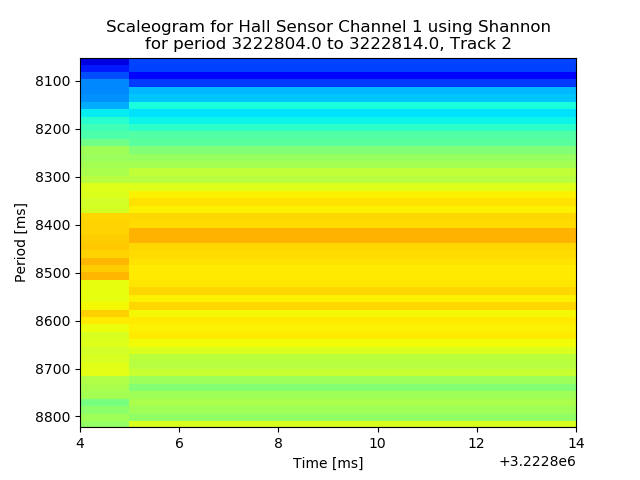 Scaleogram for Hall Sensor Channel 1 using Shannon
for period 3222804.0 to 3222814.0, Track 2
8100
8200
8300
8400
8500
8600
8700
8800
Period [ms]
4 6 8 10 12 14
Time [ms]
+3.2228e6